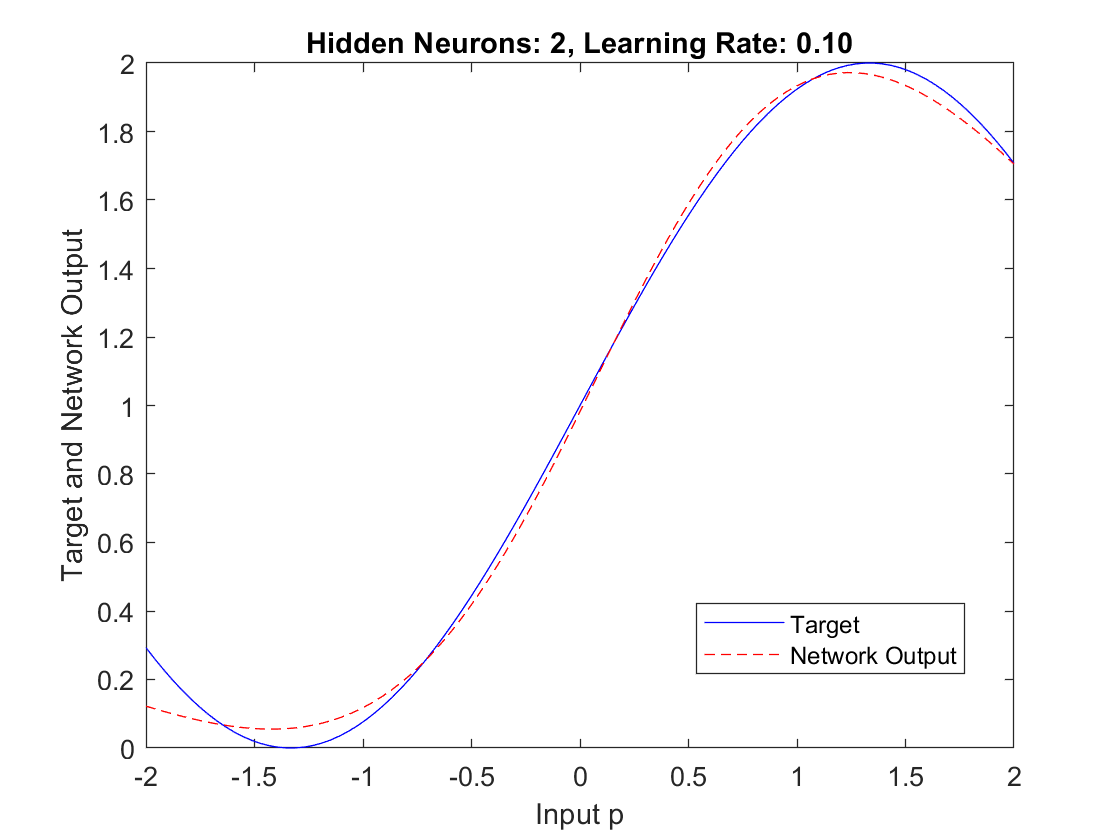 Hidden Neurons: 2, Learning Rate: 0.10
Target and Network Output
2
1.8
1.6
1.4
1.2
1
0.8
0.6
0.4
0.2
0
Target
Network Output
-2 -1.5 -1 -0.5 0 0.5 1 1.5 2
Input p